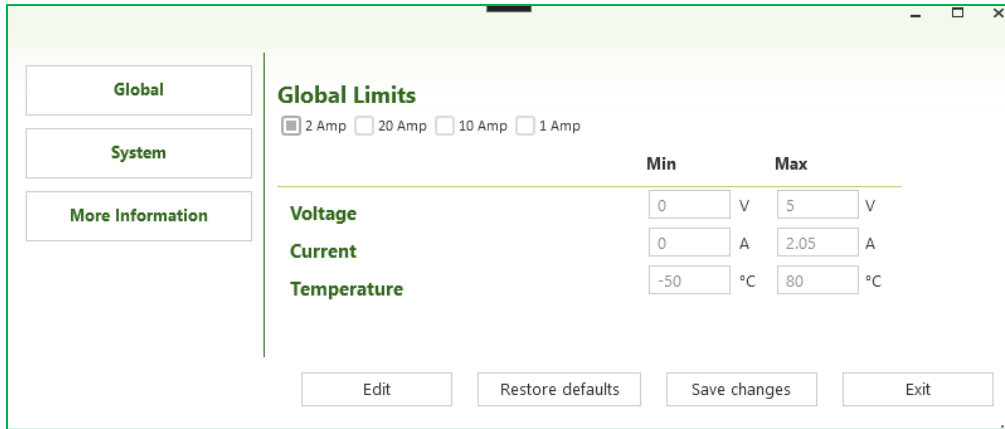 Global
System
More Information
Global Limits
2 Amp 20 Amp 10 Amp 1 Amp
Min Max
Voltage 0 V 5 V
Current 0 A 2.05 A
Temperature -50 °C 80 °C
Edit Restore defaults Save changes Exit